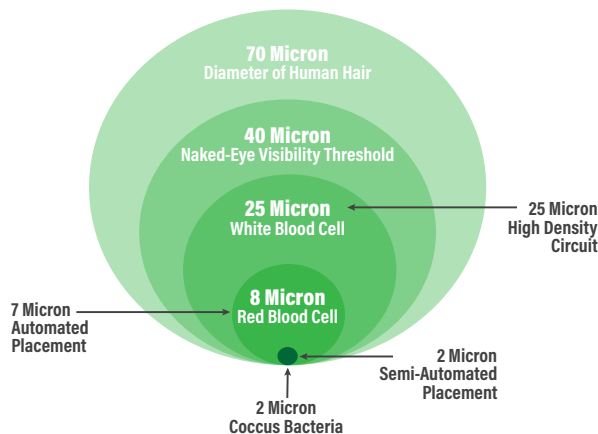 70 Micron
Diameter of Human Hair
40 Micron
Naked-Eye Visibility Threshold
25 Micron
White Blood Cell
25 Micron
High Density
Circuit
8 Micron
Red Blood Cell
7 Micron
Automated
Placement
2 Micron
Semi-Automated
Placement
2 Micron
Coccus Bacteria